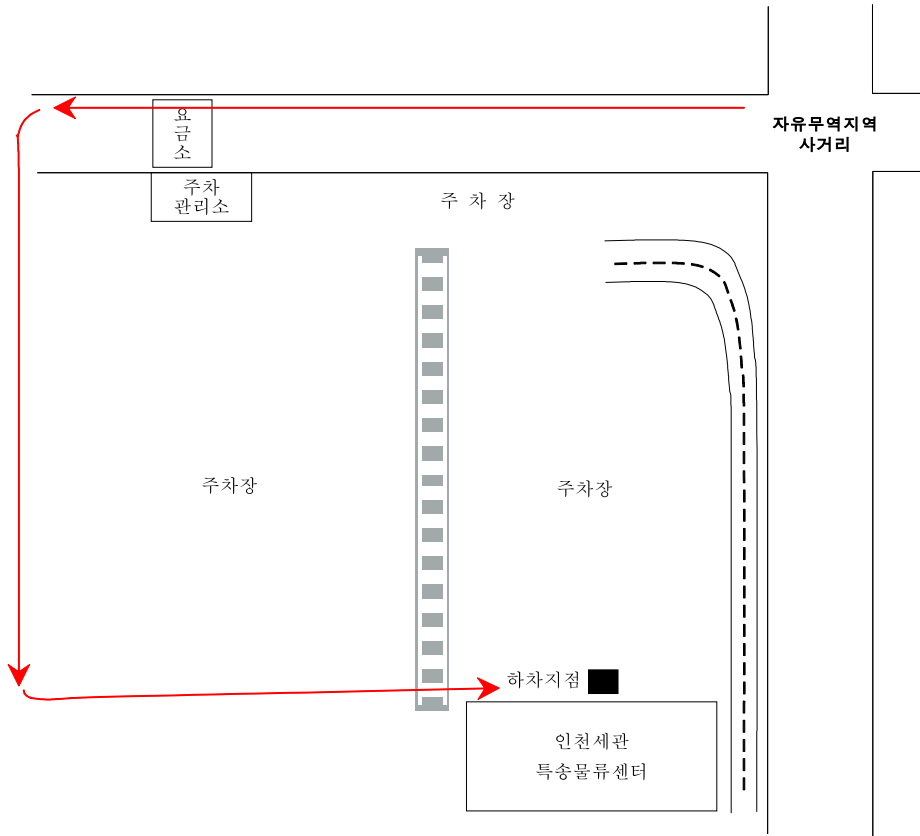 요금소
자유무역지역
사거리
주차
관리소
주 차 장
주차장
주차장
하차지점
인천세관
특송물류센터